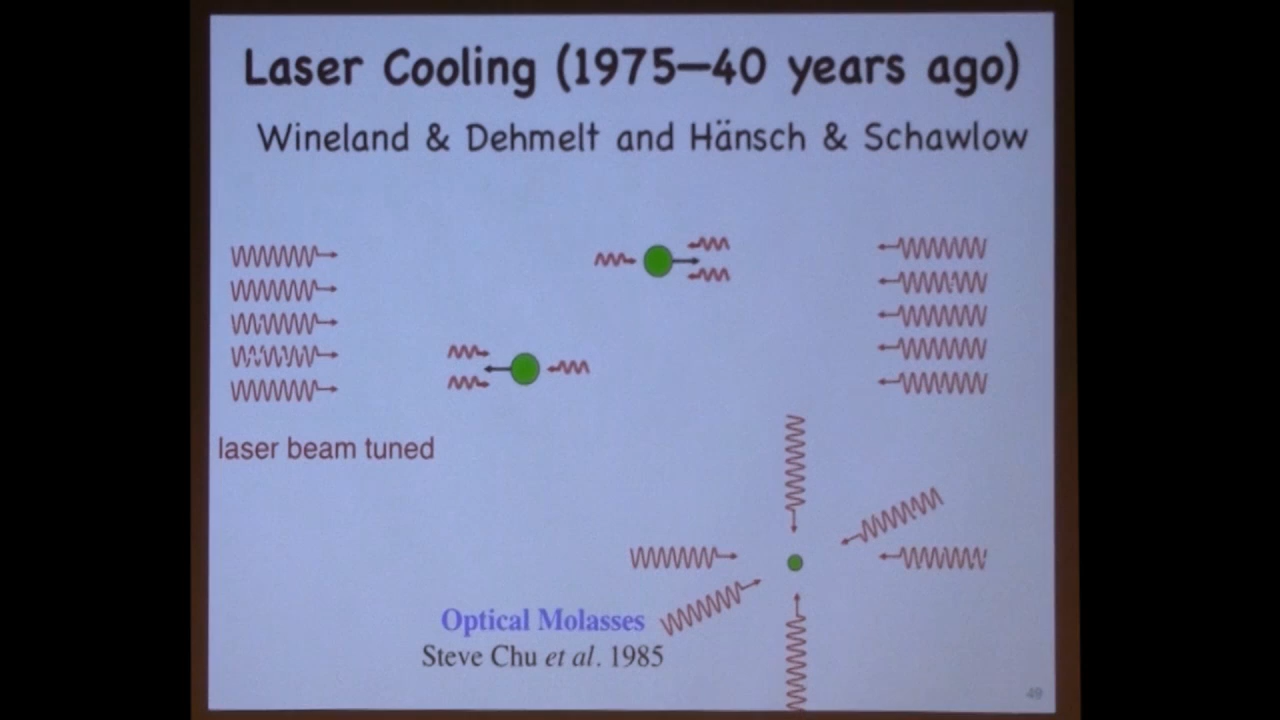 Laser Cooling (1975—40 years ago)
Wineland & Dehmelt and Hänsch & Schawlow
laser beam tuned
Optical Molasses
Steve Chu et al. 1985
49